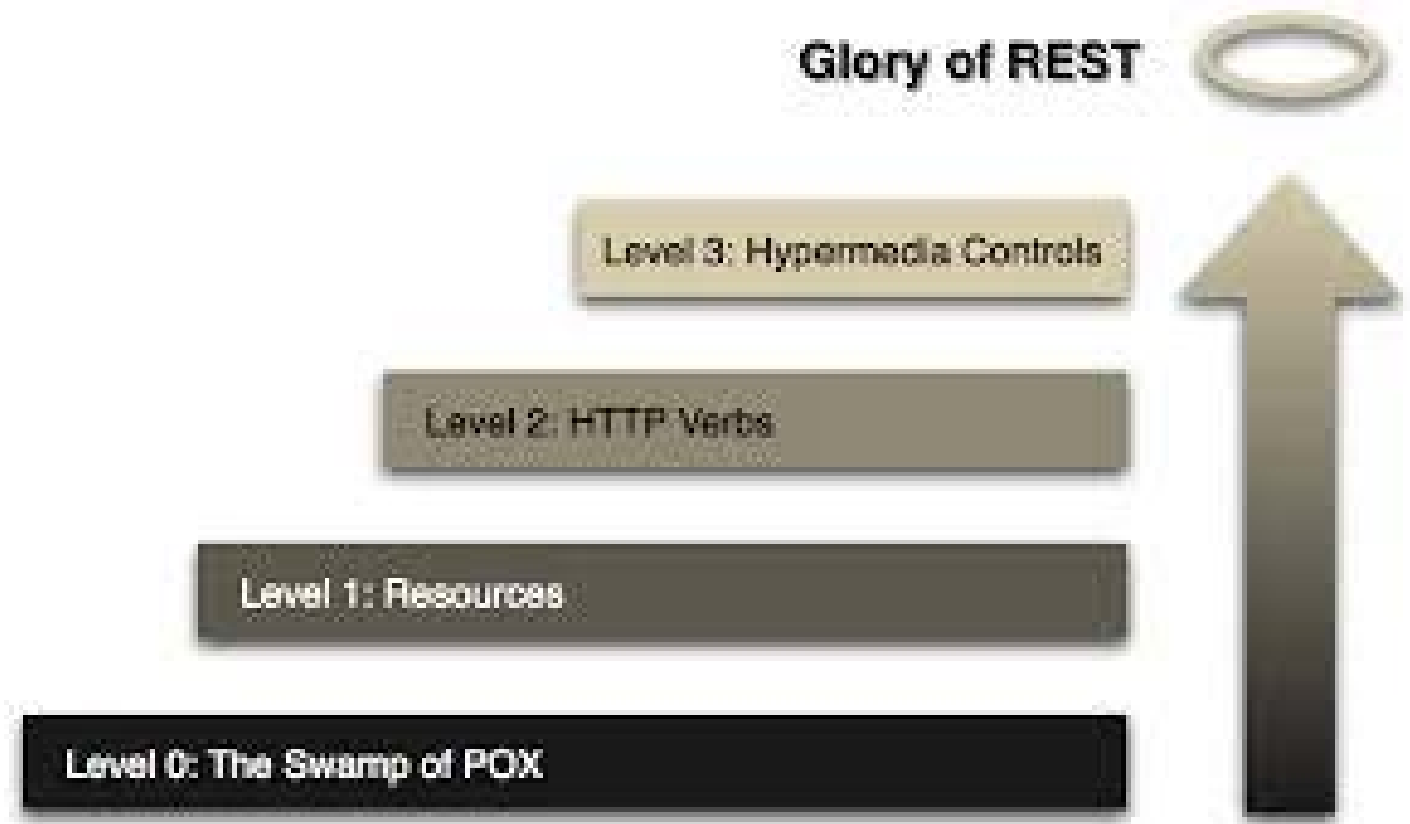 Glory of REST
Level 3: Hypermedia Controls
Level 2: HTTP Verbs
Level 1: Resources
Level 0: The Swamp of POX